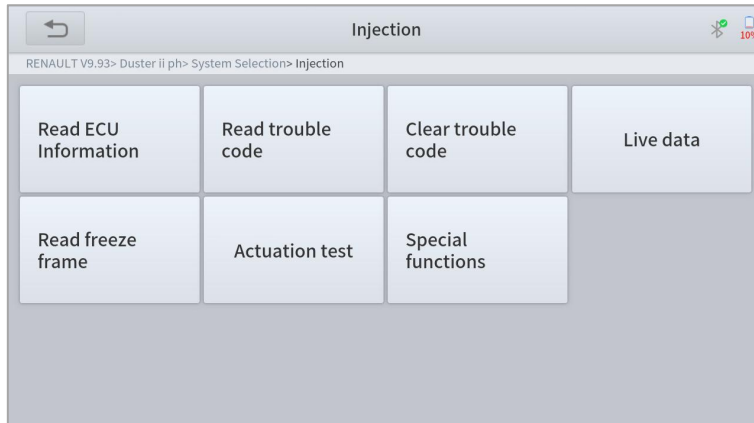 Injection
10%
RENAULT V9.93> Duster ii ph> System Selection> Injection
Read ECU
Information
Read trouble
code
Clear trouble
code
Live data
Read freeze
frame
Actuation test
Special
functions